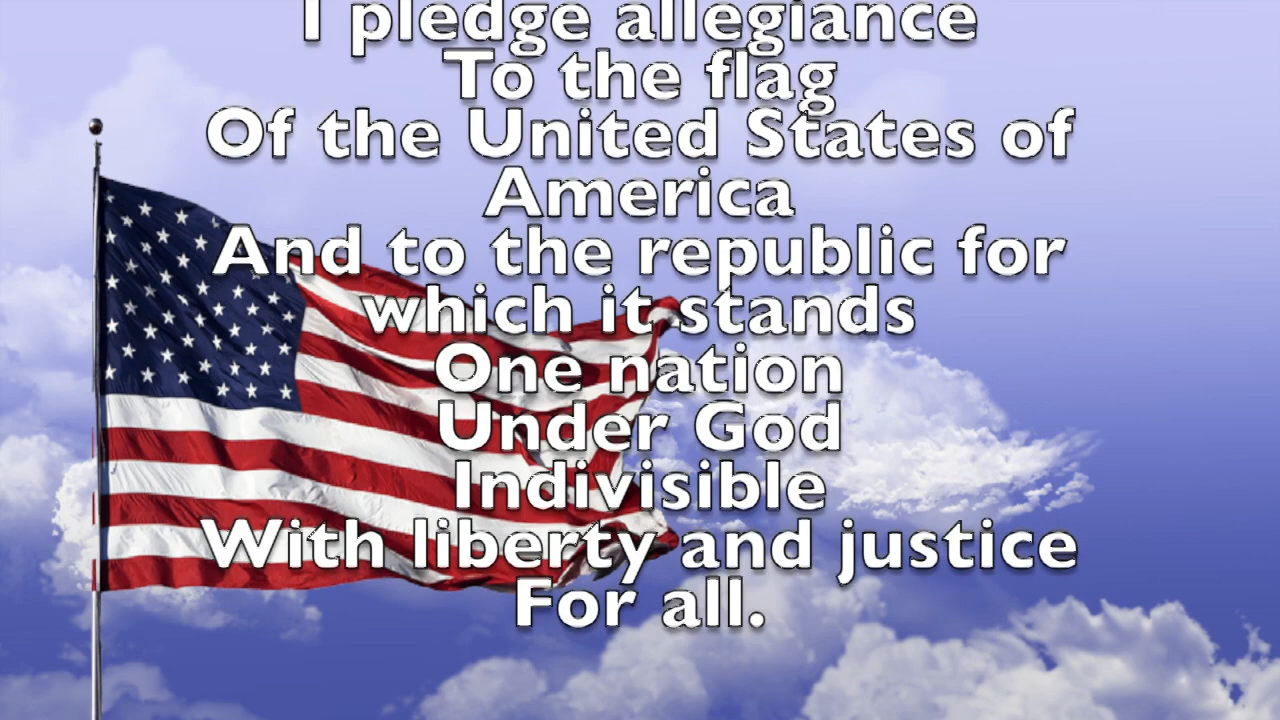 I pledge allegiance
To the flag
Of the United States of
America
And to the republic for
which it stands
One nation
Under God
Indivisible
With liberty and justice
For all.